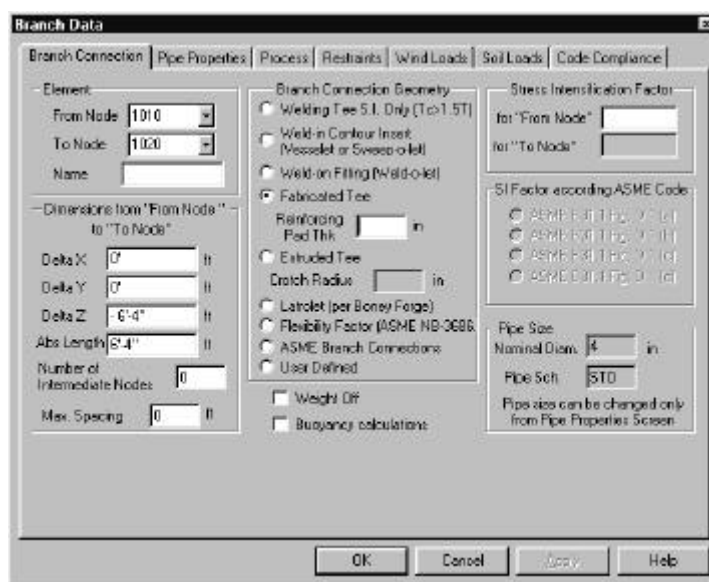 Branch Data
Branch Connection
Pipe Properties
Process
Restraints
Wind Loads
Soil Loads
Code Compliance
Element
From Node
1010
To Node
1020
Name
Dimensions from "From Node"
to "To Node"
Delta X
0'
ft
Delta Y
0'
ft
Delta Z
- 6'-4"
ft
Abs Length
6'-4"
ft
Number of
Intermediate Nodes
0
Max. Spacing
0
ft
Branch Connection Geometry
Welding Tee S.I. Only (Tc>1.5T)
Weld-in Contour Insert
(Vesselet or Sweep-o-let)
Weld-on Fitting (Weld-o-let)
Fabricated Tee
Reinforcing
Pad Thk
in
Extruded Tee
Crotch Radius
in
Latrolet (per Boney Forge)
Flexibility Factor (ASME NB-3686.
ASME Branch Connections
User Defined
Weight Off
Buoyancy calculations
Stress Intensification Factor
for "From Node"
for "To Node"
SI Factor according ASME Code
Pipe Size
Nominal Diam.
4
in
Pipe Sch.
STD
Pipe size can be changed only
from Pipe Properties Screen
OK
Cancel
Apply
Help